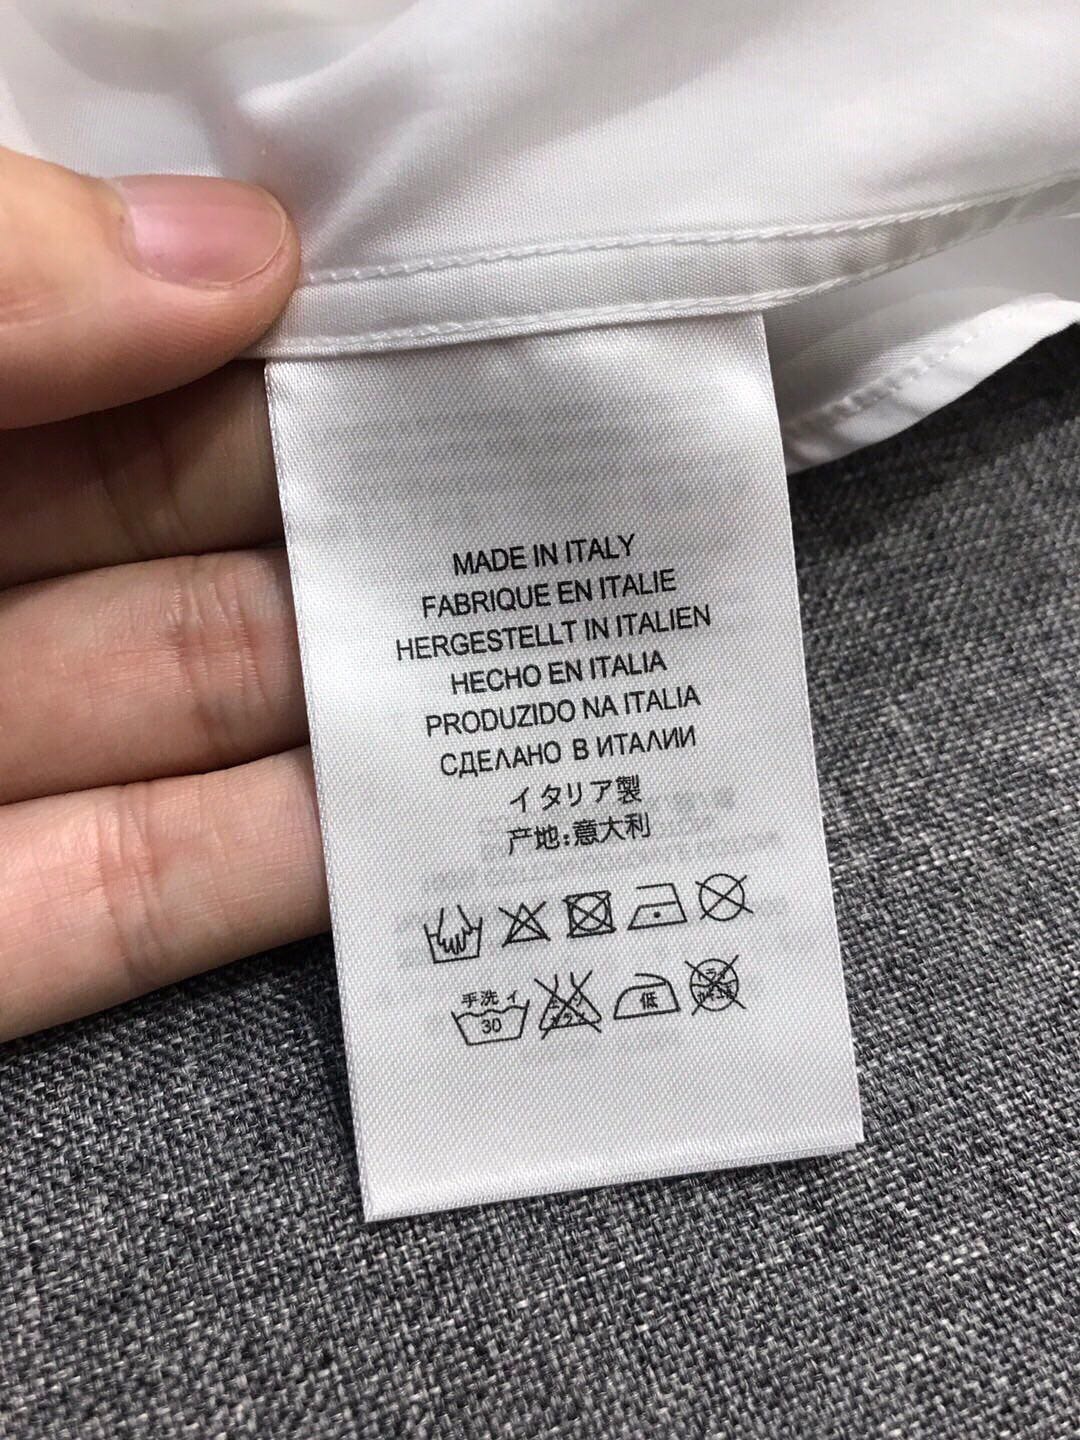 MADE IN ITALY
FABRIQUE EN ITALIE
HERGESTELLT IN ITALIEN
HECHO EN ITALIA
PRODUZIDO NA ITALIA
СДЕЛАНО В ИТАЛИИ
イタリア製
产地:意大利
手洗イ
30
低